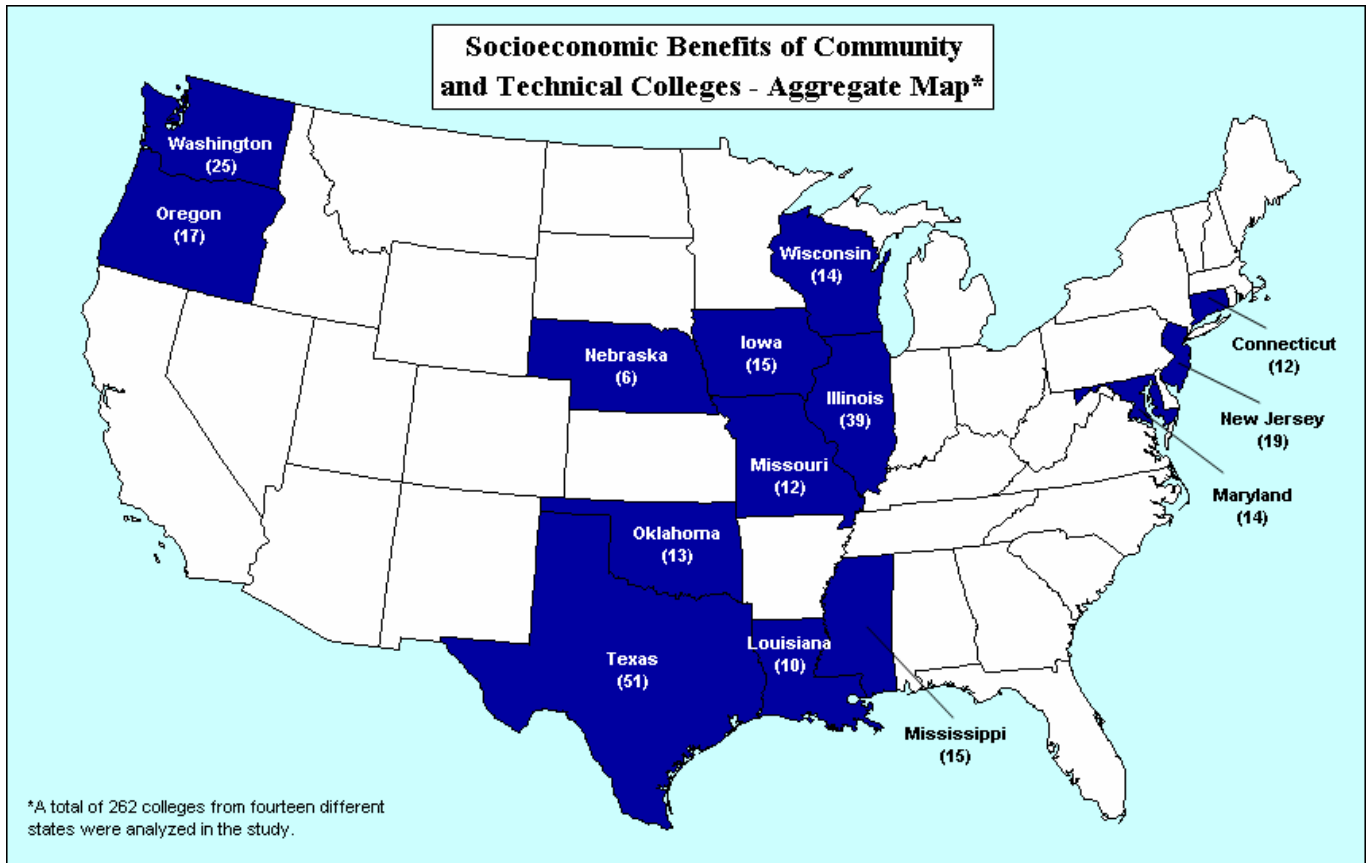 Socioeconomic Benefits of Community
and Technical Colleges - Aggregate Map*
Washington
(25)
Oregon
(17)
Wisconsin
(14)
Nebraska
(6)
Iowa
(15)
Illinois
(39)
Missouri
(12)
Connecticut
(12)
New Jersey
(19)
Maryland
(14)
Oklahoma
(13)
Texas
(51)
Louisiana
(10)
Mississippi
(15)
*A total of 262 colleges from fourteen different
states were analyzed in the study.